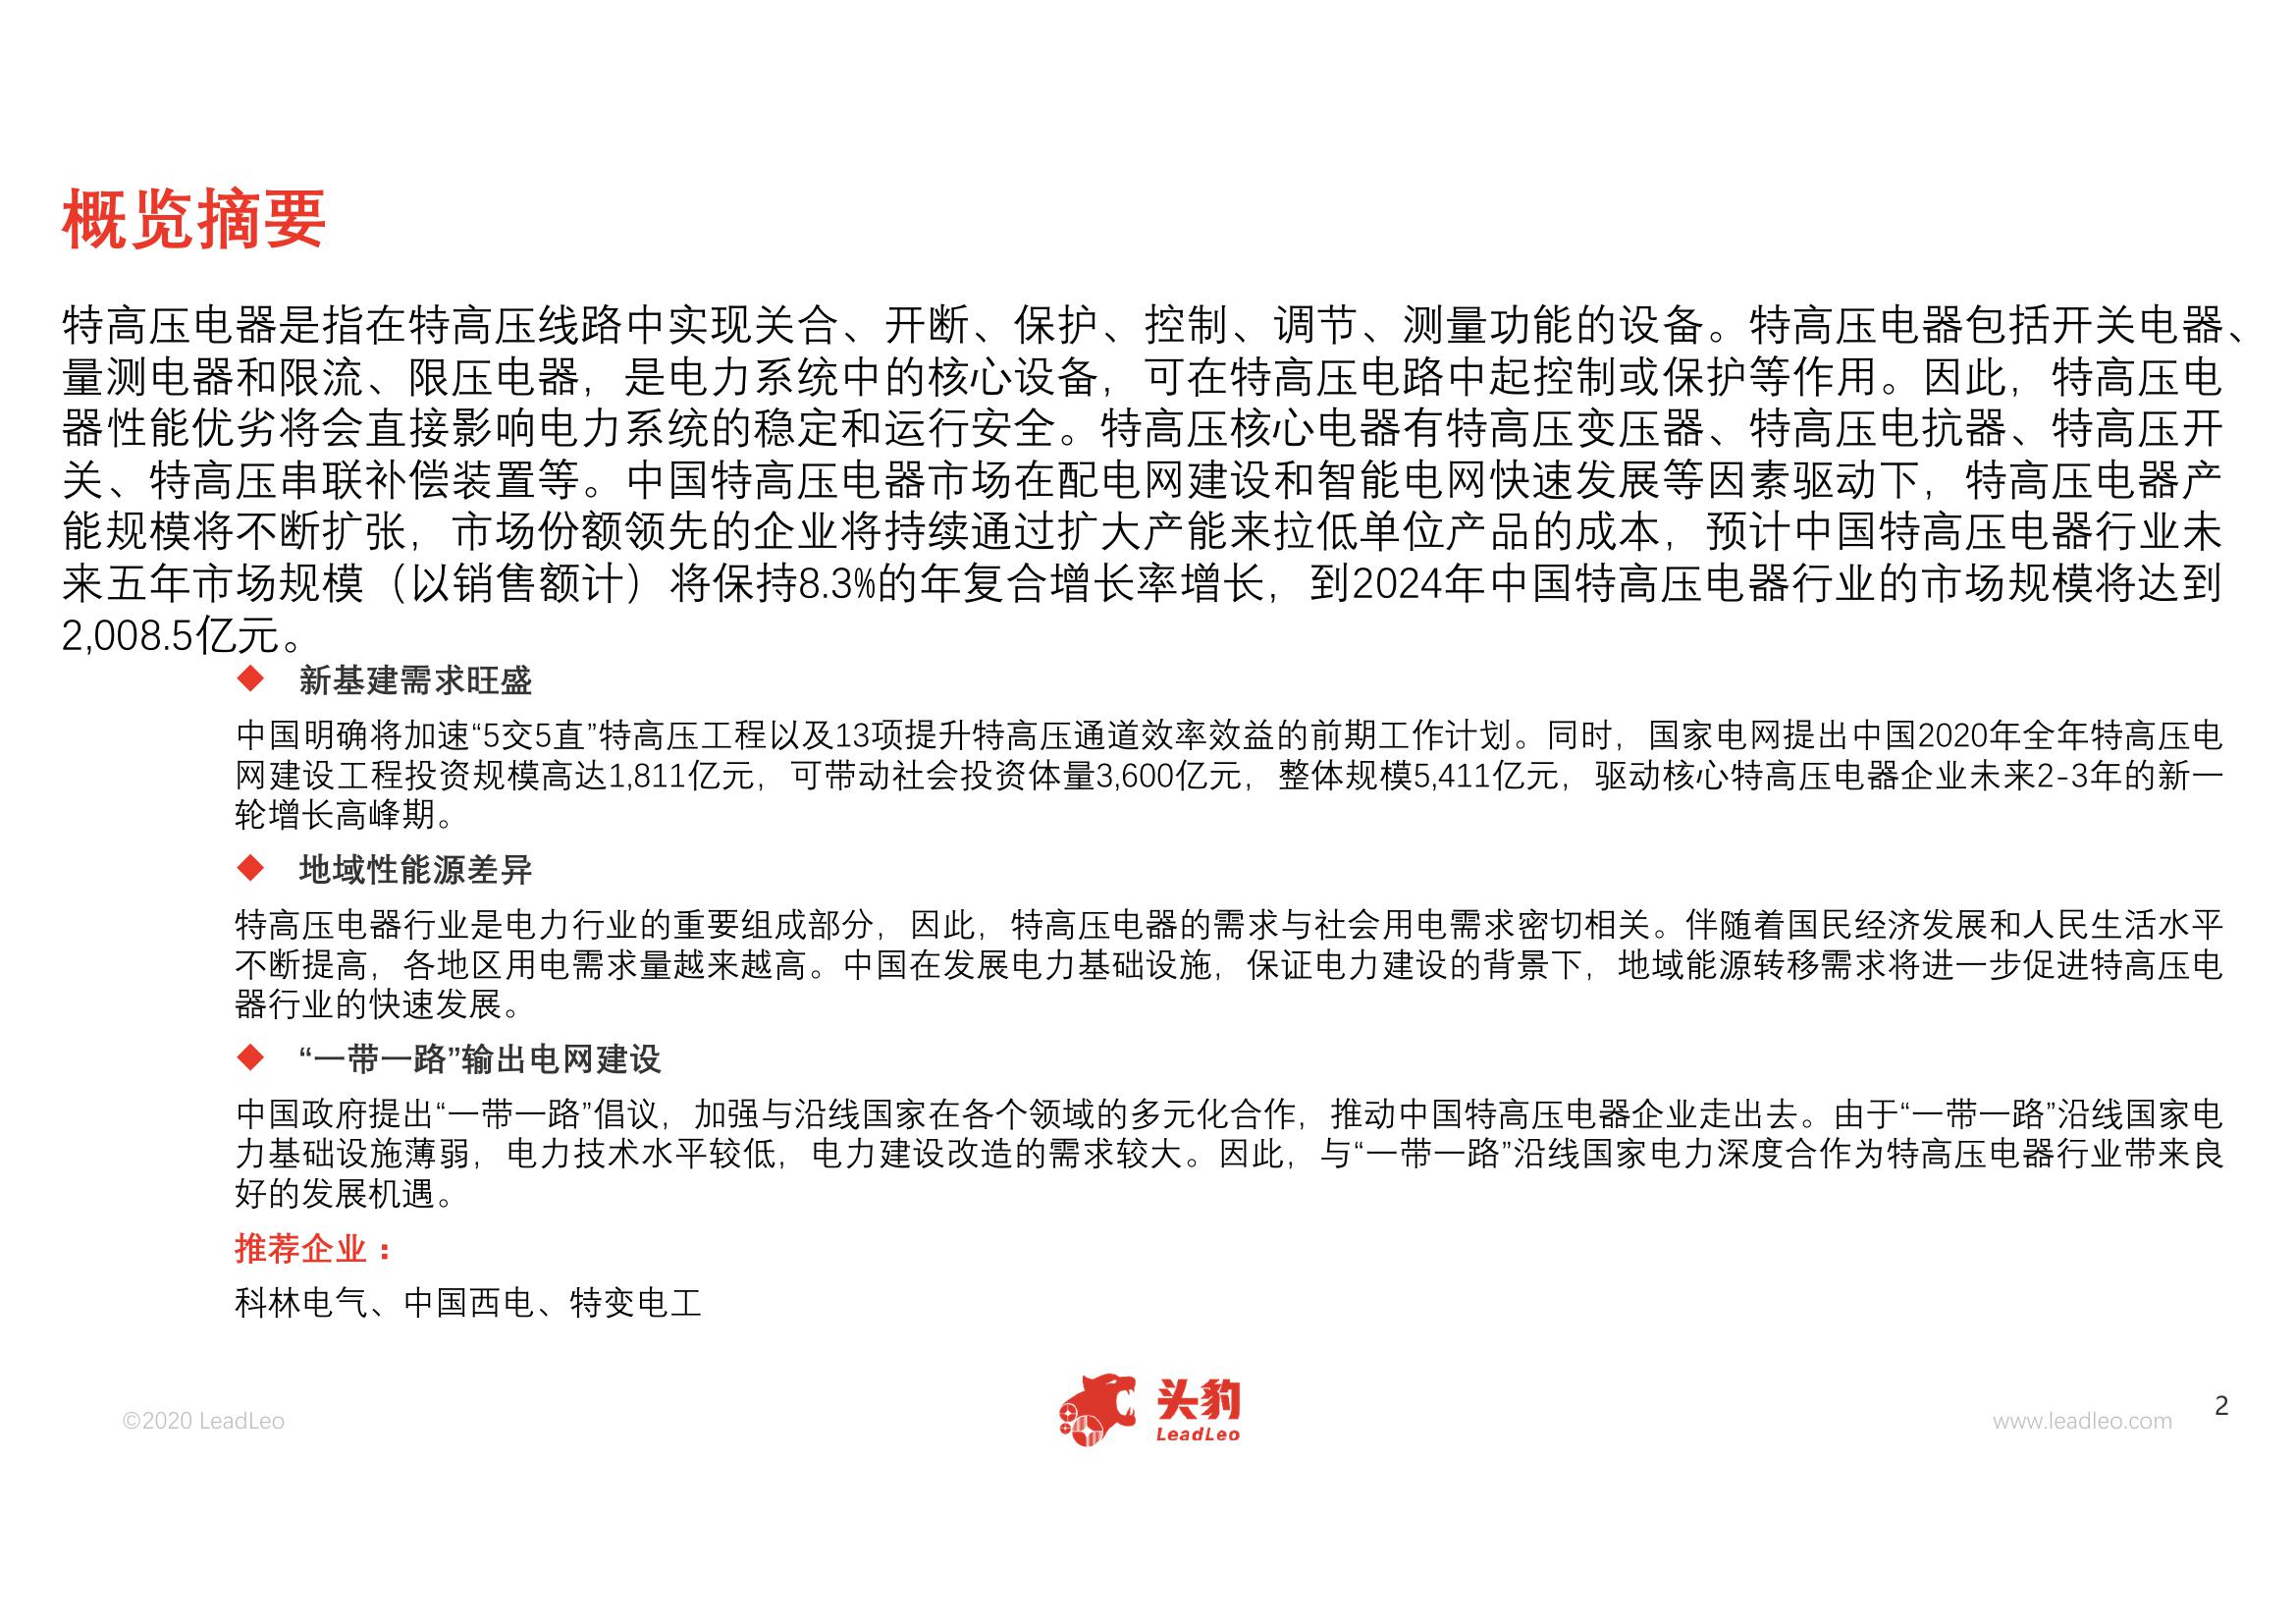 概览摘要
特高压电器是指在特高压线路中实现关合、开断、保护、控制、调节、测量功能的设备。特高压电器包括开关电器、
量测电器和限流、限压电器，是电力系统中的核心设备，可在特高压电路中起控制或保护等作用。因此，特高压电
器性能优劣将会直接影响电力系统的稳定和运行安全。特高压核心电器有特高压变压器、特高压电抗器、特高压开
关、特高压串联补偿装置等。中国特高压电器市场在配电网建设和智能电网快速发展等因素驱动下，特高压电器产
能规模将不断扩张，市场份额领先的企业将持续通过扩大产能来拉低单位产品的成本，预计中国特高压电器行业未
来五年市场规模（以销售额计）将保持8.3%的年复合增长率增长，到2024年中国特高压电器行业的市场规模将达到
2,008.5亿元。
◆ 新基建需求旺盛
中国明确将加速“5交5直”特高压工程以及13项提升特高压通道效率效益的前期工作计划。同时，国家电网提出中国2020年全年特高压电
网建设工程投资规模高达1,811亿元，可带动社会投资体量3,600亿元，整体规模5,411亿元，驱动核心特高压电器企业未来2-3年的新一
轮增长高峰期。
◆ 地域性能源差异
特高压电器行业是电力行业的重要组成部分，因此，特高压电器的需求与社会用电需求密切相关。伴随着国民经济发展和人民生活水平
不断提高，各地区用电需求量越来越高。中国在发展电力基础设施，保证电力建设的背景下，地域能源转移需求将进一步促进特高压电
器行业的快速发展。
◆ “一带一路”输出电网建设
中国政府提出“一带一路”倡议，加强与沿线国家在各个领域的多元化合作，推动中国特高压电器企业走出去。由于“一带一路”沿线国家电
力基础设施薄弱，电力技术水平较低，电力建设改造的需求较大。因此，与“一带一路”沿线国家电力深度合作为特高压电器行业带来良
好的发展机遇。
推荐企业：
科林电气、中国西电、特变电工
©2020 LeadLeo
头豹
LeadLeo
www.leadleo.com
2